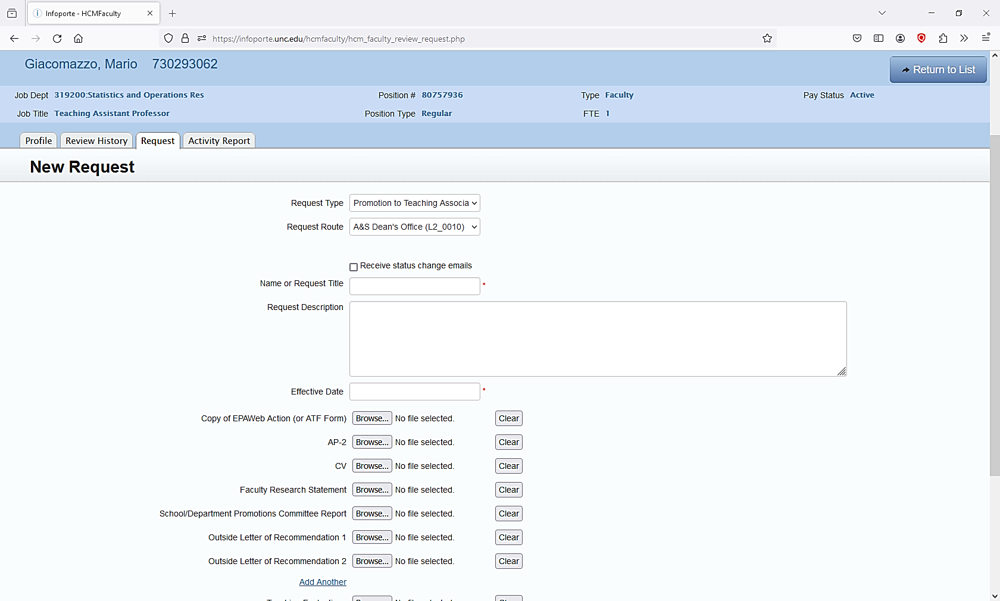 Infoporte - HCMFaculty
https://infoporte.unc.edu/hcmfaculty/hcm_faculty_review_request.php
Giacomazzo, Mario 730293062
Return to List
Job Dept 319200:Statistics and Operations Res Position # 80757936 Type Faculty Pay Status Active
Job Title Teaching Assistant Professor Position Type Regular FTE 1
Profile Review History Request Activity Report
New Request
Request Type Promotion to Teaching Associa
Request Route A&S Dean's Office (L2_0010)
Receive status change emails
Name or Request Title *
Request Description
Effective Date *
Copy of EPAWeb Action (or ATF Form) Browse... No file selected. Clear
AP-2 Browse... No file selected. Clear
CV Browse... No file selected. Clear
Faculty Research Statement Browse... No file selected. Clear
School/Department Promotions Committee Report Browse... No file selected. Clear
Outside Letter of Recommendation 1 Browse... No file selected. Clear
Outside Letter of Recommendation 2 Browse... No file selected. Clear
Add Another